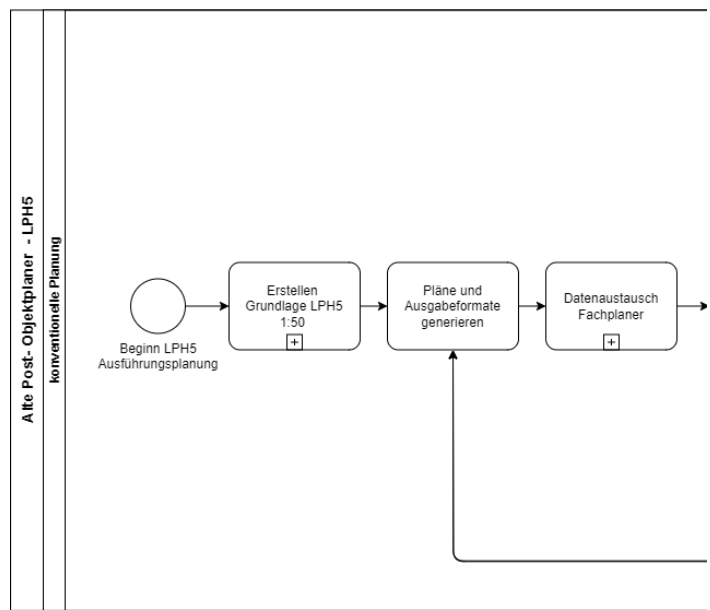 Alte Post- Objektplaner - LPH5
konventionelle Planung
Beginn LPH5
Ausführungsplanung
Erstellen
Grundlage LPH5
1:50
Pläne und
Ausgabeformate
generieren
Datenaustausch
Fachplaner